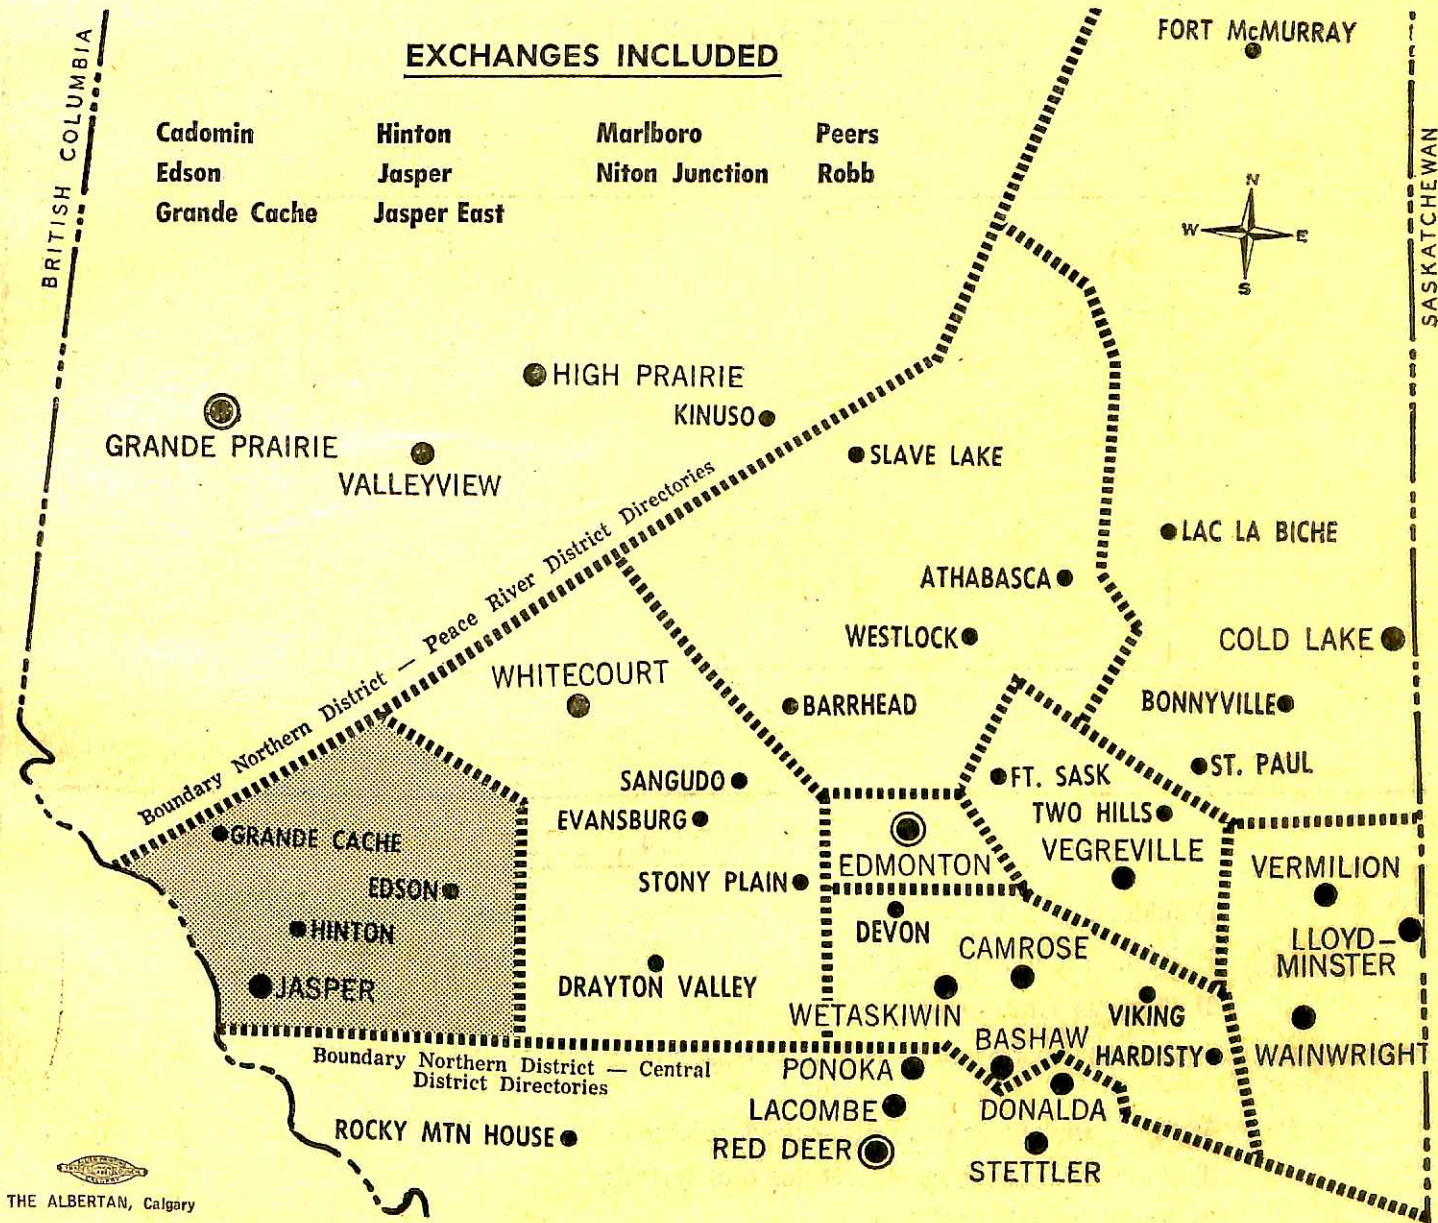 FORT McMURRAY
EXCHANGES INCLUDED
BRITISH COLUMBIA
SASKATCHEWAN
Cadomin Hinton Marlboro Peers
Edson Jasper Niton Junction Robb
Grande Cache Jasper East
N
W E
S
HIGH PRAIRIE
KINUSO
GRANDE PRAIRIE
VALLEYVIEW
SLAVE LAKE
Boundary Northern District — Peace River District Directories
LAC LA BICHE
ATHABASCA
WESTLOCK
COLD LAKE
WHITECOURT
BARRHEAD
BONNYVILLE
SANGUDO
FT. SASK
ST. PAUL
EVANSBURG
TWO HILLS
GRANDE CACHE
EDMONTON
VEGREVILLE
VERMILION
EDSON
STONY PLAIN
HINTON
DEVON
CAMROSE
LLOYD-
MINSTER
JASPER
DRAYTON VALLEY
WETASKIWIN
VIKING
BASHAW
HARDISTY
WAINWRIGHT
Boundary Northern District — Central
District Directories
PONOKA
LACOMBE
DONALDA
ROCKY MTN HOUSE
RED DEER
STETTLER
THE ALBERTAN, Calgary